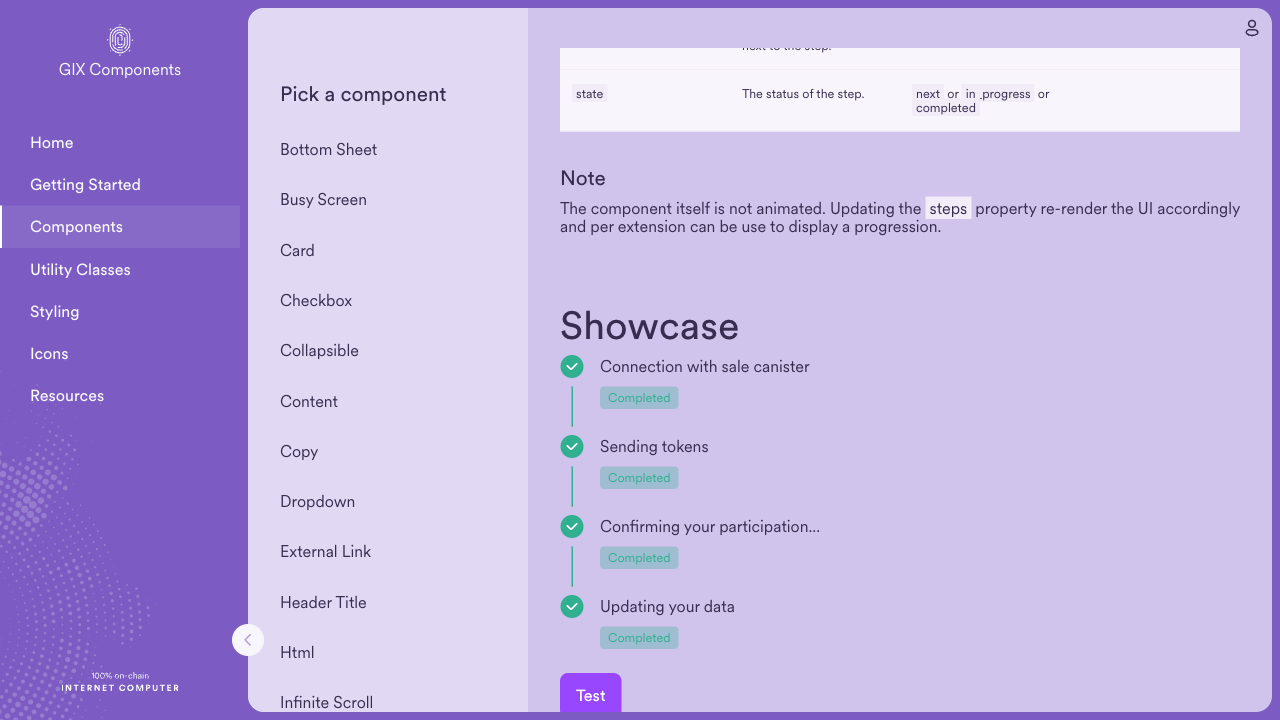 GIX Components
Home
Getting Started
Components
Utility Classes
Styling
Icons
Resources
100% on-chain
INTERNET COMPUTER
Pick a component
Bottom Sheet
Busy Screen
Card
Checkbox
Collapsible
Content
Copy
Dropdown
External Link
Header Title
Html
Infinite Scroll
next to the step.
state The status of the step. next or in_progress or
completed
Note
The component itself is not animated. Updating the steps property re-render the UI accordingly
and per extension can be use to display a progression.
Showcase
Connection with sale canister
Completed
Sending tokens
Completed
Confirming your participation...
Completed
Updating your data
Completed
Test